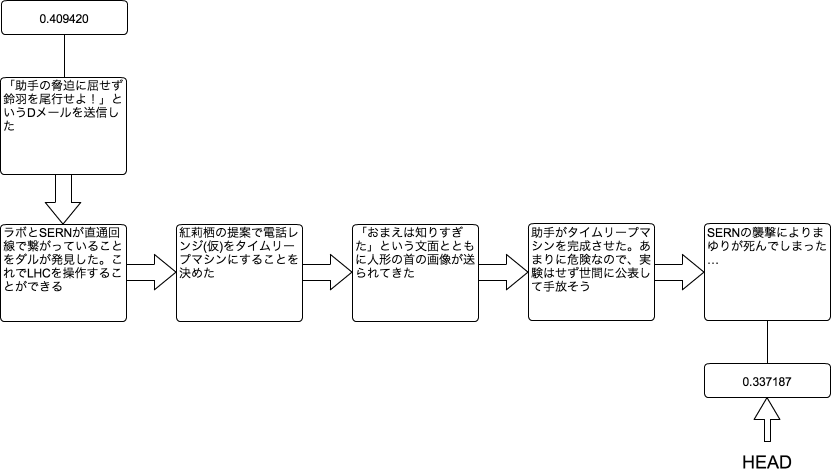 0.409420
「助手の脅迫に屈せず
鈴羽を尾行せよ！」と
いうDメールを送信し
た
ラボとSERNが直通回
線で繋がっていること
をダルが発見した。こ
れでLHCを操作するこ
とができる
紅莉栖の提案で電話レ
ンジ(仮)をタイムリー
プマシンにすることを
決めた
「おまえは知りすぎ
た」という文面ととも
に人形の首の画像が送
られてきた
助手がタイムリープマ
シンを完成させた。あ
まりに危険なので、実
験はせず世間に公表し
て手放そう
SERNの襲撃によりま
ゆりが死んでしまった
…
0.337187
HEAD